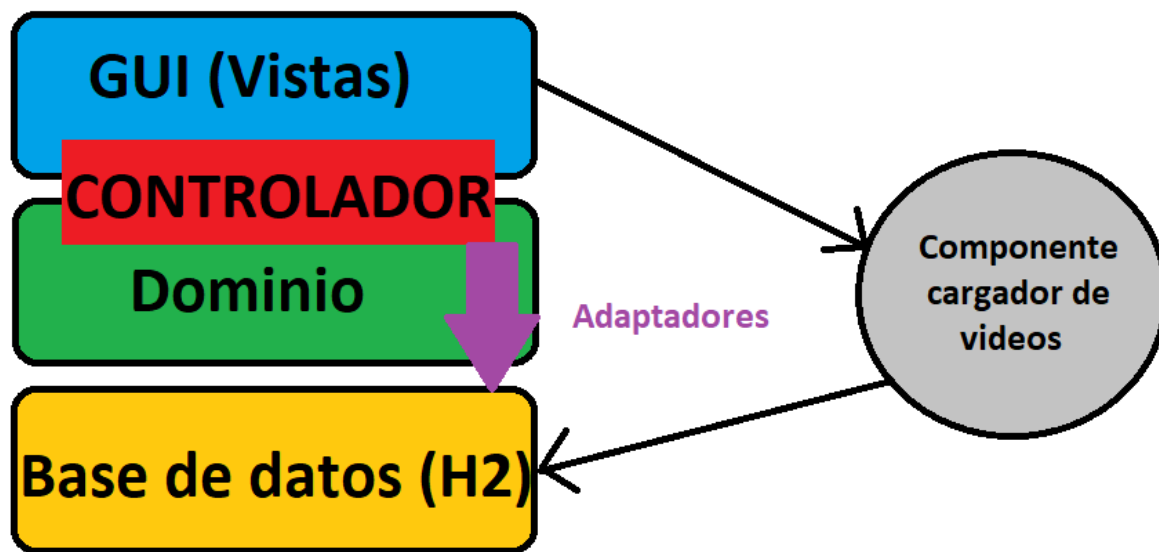 GUI (Vistas)
CONTROLADOR
Dominio
Adaptadores
Base de datos (H2)
Componente
cargador de
videos